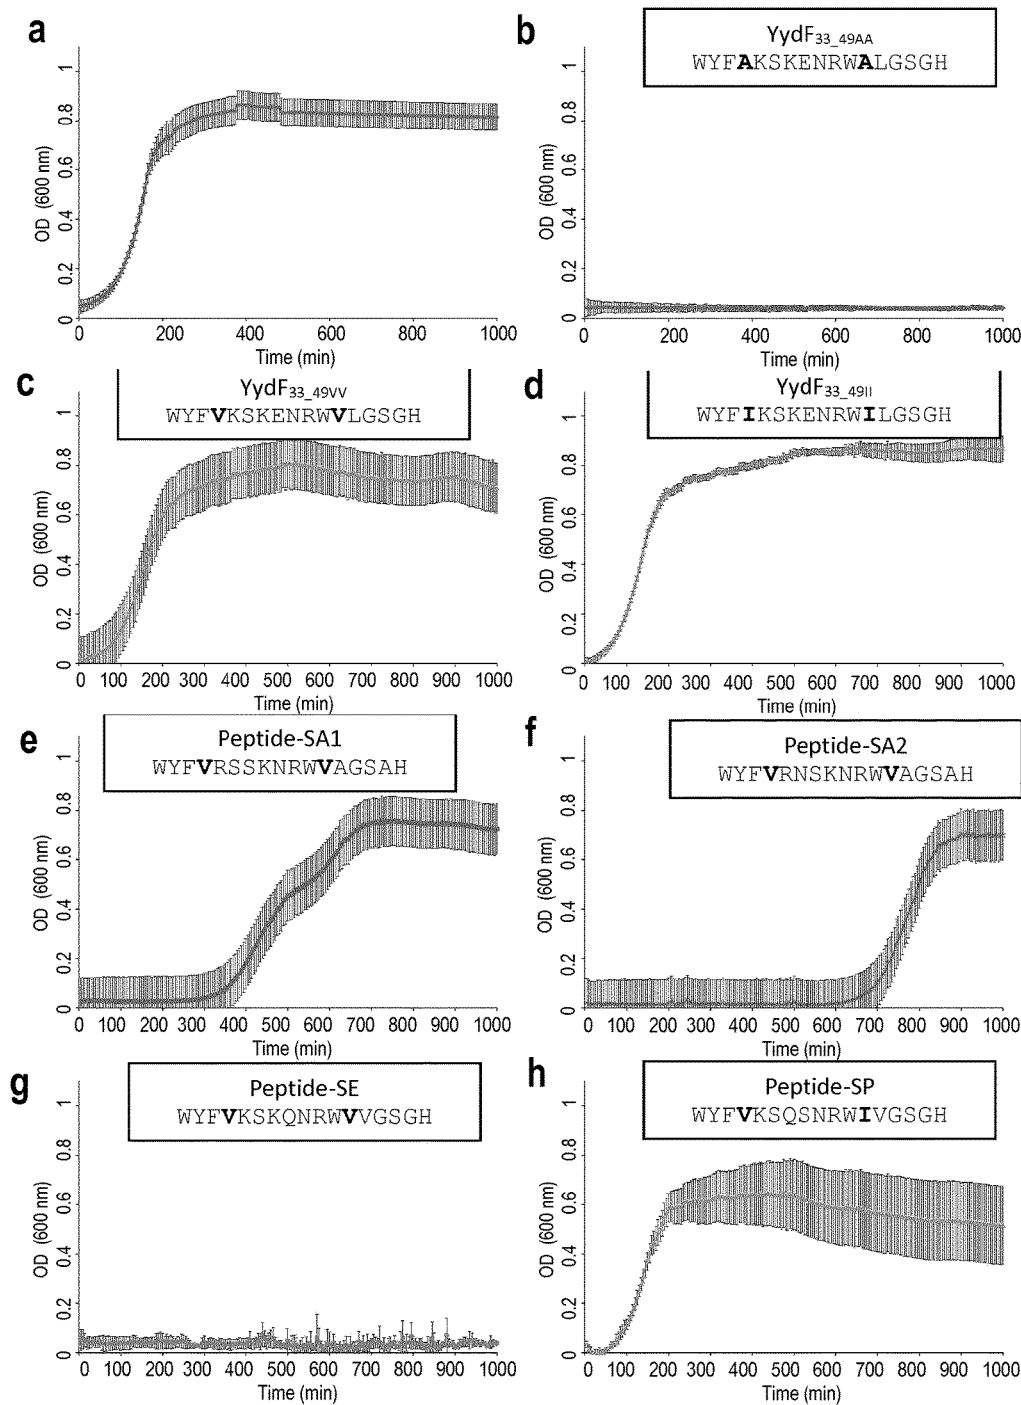 a
OD (600 nm)
1
0.8
0.6
0.4
0.2
0
0 200 400 600 800 1000
Time (min)
b
YydF33_49AA
WYFAKSKENRWALGSGH
OD (600 nm)
1
0.8
0.6
0.4
0.2
0
0 200 400 600 800 1000
Time (min)
c
YydF33_49VV
WYFVKSKENRWVLGSGH
OD (600 nm)
1
0.8
0.6
0.4
0.2
0
0 100 200 300 400 500 600 700 800 900 1000
Time (min)
d
YydF33_49II
WYFIKSKENRWILGSGH
OD (600 nm)
1
0.8
0.6
0.4
0.2
0
0 200 400 600 800 1000
Time (min)
e
Peptide-SA1
WYFVRSSKNRWVAGSAH
OD (600 nm)
1
0.8
0.6
0.4
0.2
0
0 100 200 300 400 500 600 700 800 900 1000
Time (min)
f
Peptide-SA2
WYFVRNSKNRWVAGSAH
OD (600 nm)
1
0.8
0.6
0.4
0.2
0
0 100 200 300 400 500 600 700 800 900 1000
Time (min)
g
Peptide-SE
WYFVKSKQNRWVVGSGH
OD (600 nm)
1
0.8
0.6
0.4
0.2
0
0 100 200 300 400 500 600 700 800 900 1000
Time (min)
h
Peptide-SP
WYFVKSQSNRWIVGSGH
OD (600 nm)
1
0.8
0.6
0.4
0.2
0
0 100 200 300 400 500 600 700 800 900 1000
Time (min)